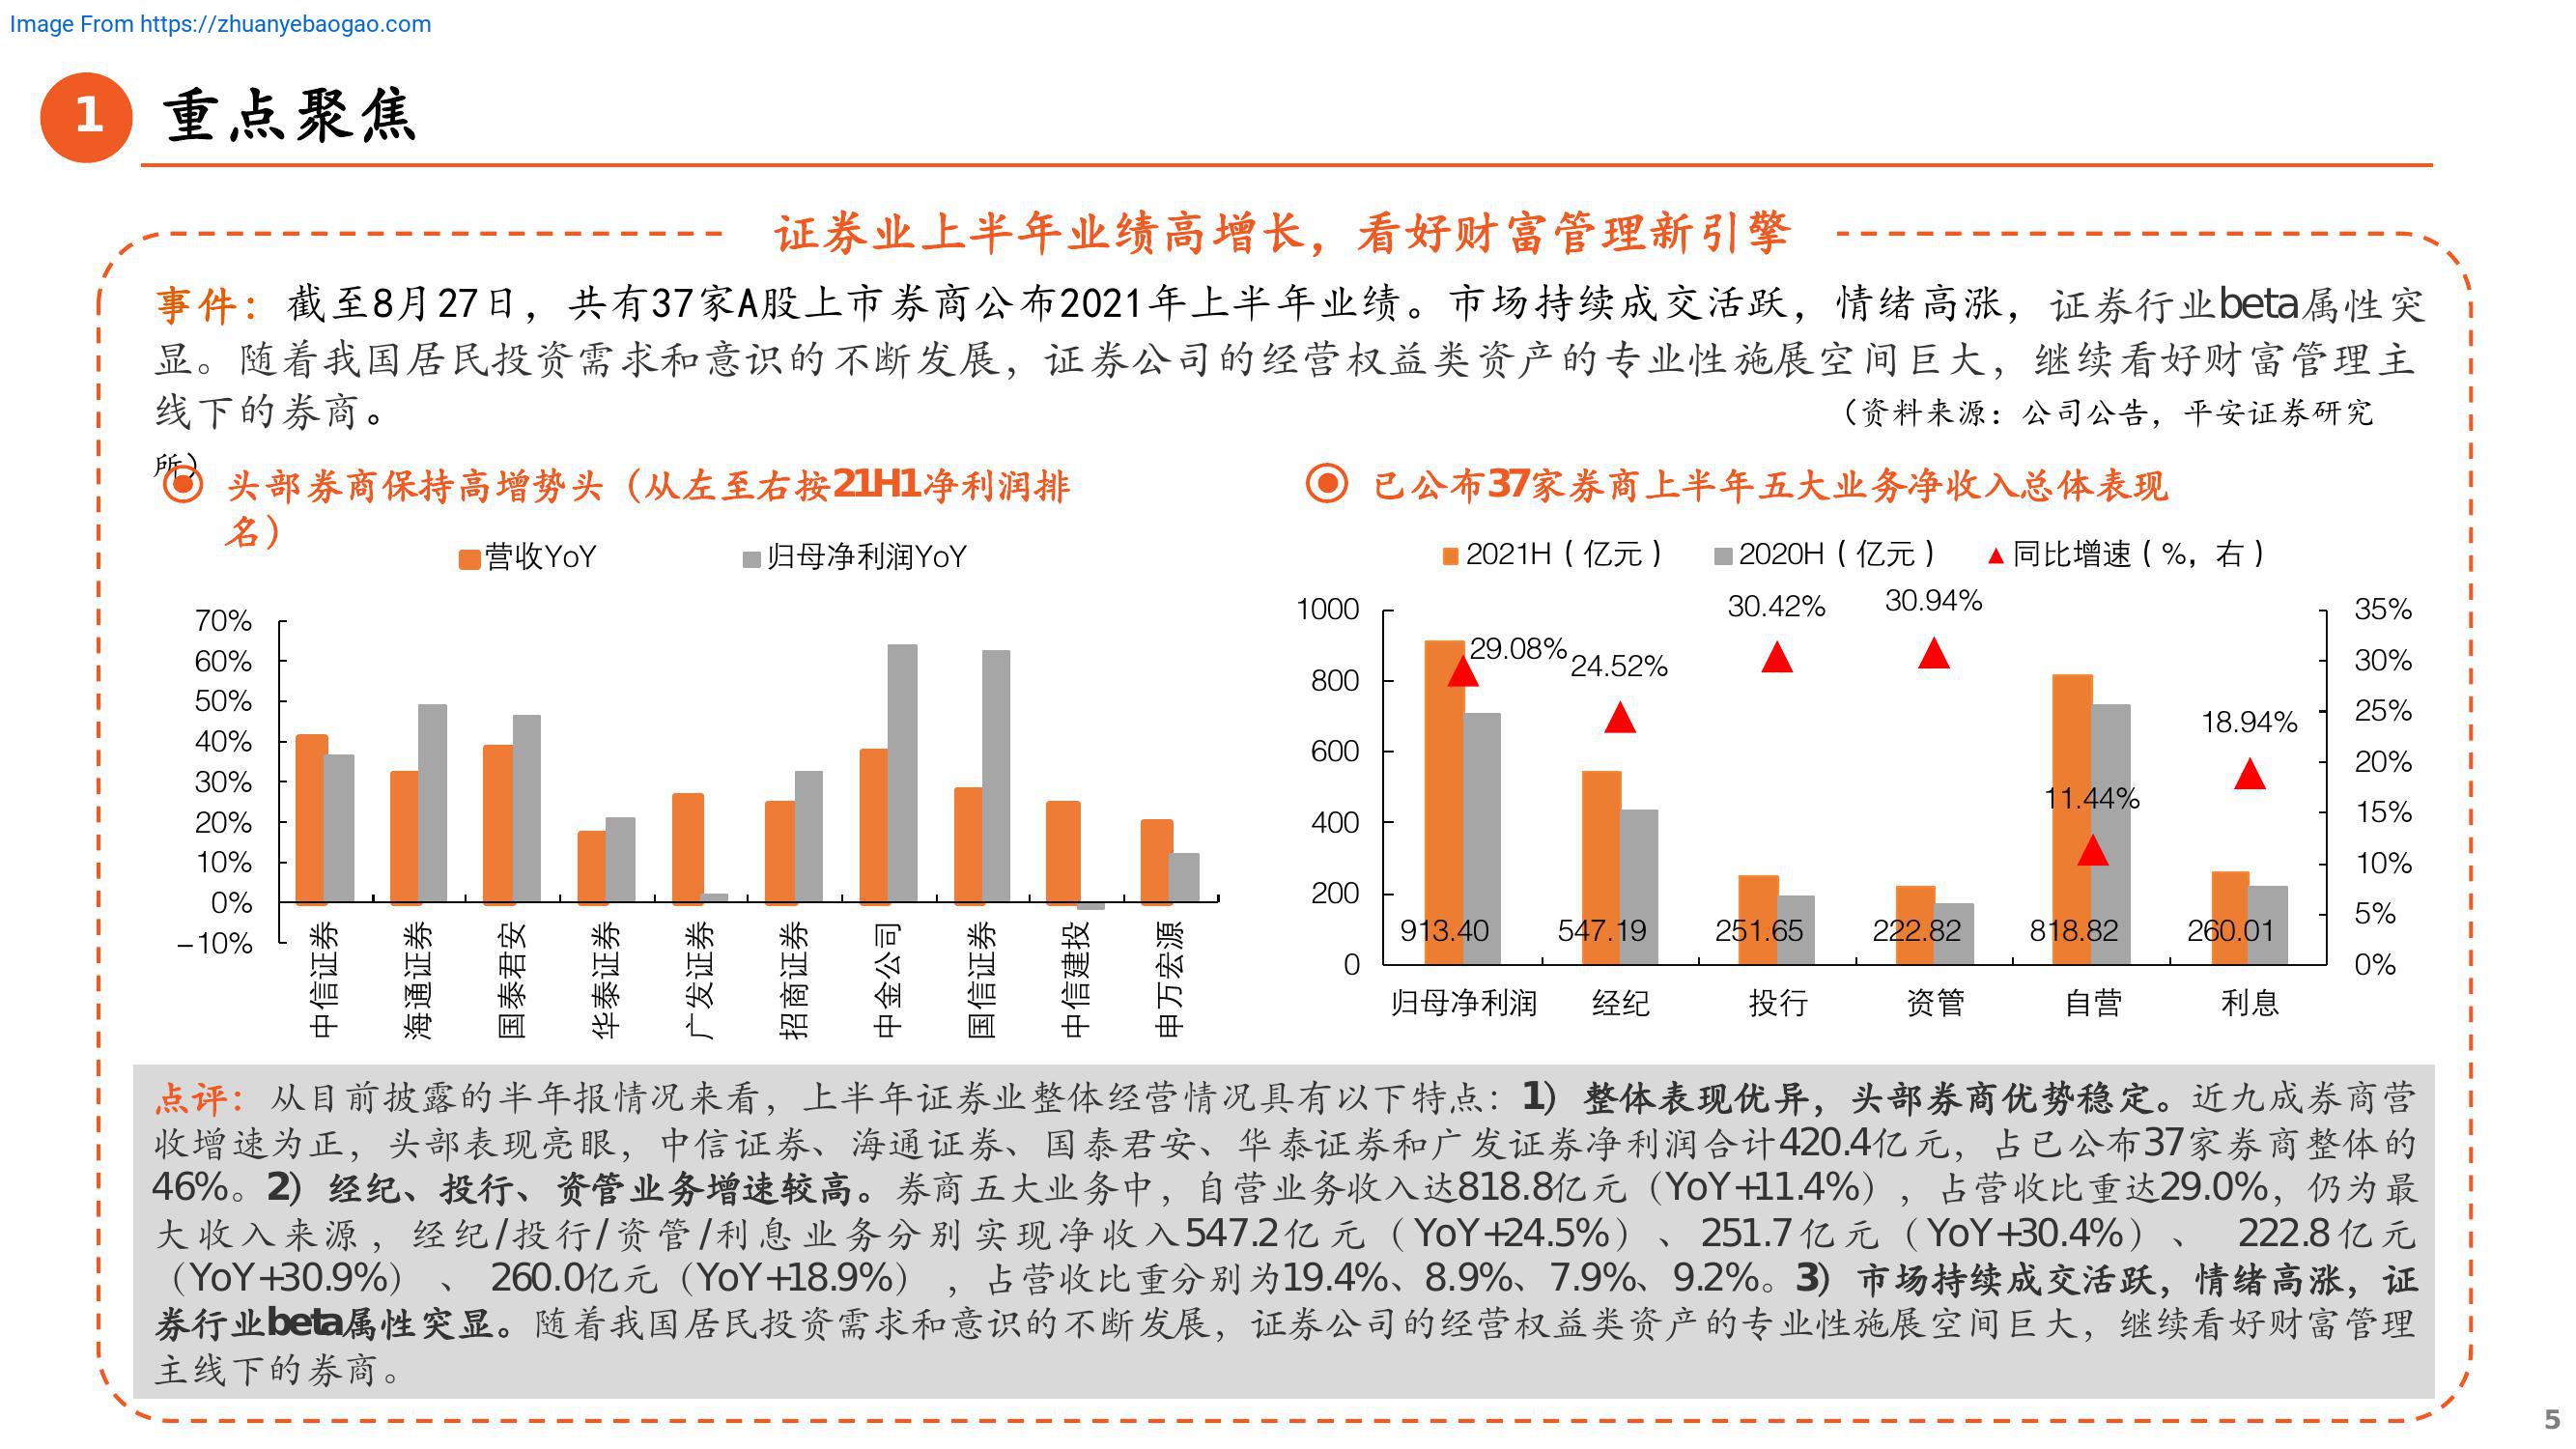 Image From https://zhuanyebaogao.com
1 重点聚焦
证券业上半年业绩高增长，看好财富管理新引擎
事件：截至8月27日，共有37家A股上市券商公布2021年上半年业绩。市场持续成交活跃，情绪高涨，证券行业beta属性突
显。随着我国居民投资需求和意识的不断发展，证券公司的经营权益类资产的专业性施展空间巨大，继续看好财富管理主
线下的券商。
（资料来源：公司公告，平安证券研究
所）
头部券商保持高增势头（从左至右按21H1净利润排
名）
营收YoY 归母净利润YoY
70%
60%
50%
40%
30%
20%
10%
0%
-10%
中信证券
海通证券
国泰君安
华泰证券
广发证券
招商证券
中金公司
国信证券
中信建投
申万宏源
已公布37家券商上半年五大业务净收入总体表现
2021H（亿元） 2020H（亿元） 同比增速（%，右）
1000
800
600
400
200
0
35%
30%
25%
20%
15%
10%
5%
0%
29.08%
24.52%
30.42%
30.94%
11.44%
18.94%
913.40 547.19 251.65 222.82 818.82 260.01
归母净利润 经纪 投行 资管 自营 利息
点评：从目前披露的半年报情况来看，上半年证券业整体经营情况具有以下特点：1）整体表现优异，头部券商优势稳定。近九成券商营
收增速为正，头部表现亮眼，中信证券、海通证券、国泰君安、华泰证券和广发证券净利润合计420.4亿元，占已公布37家券商整体的
46%。2）经纪、投行、资管业务增速较高。券商五大业务中，自营业务收入达818.8亿元（YoY+11.4%），占营收比重达29.0%，仍为最
大收入来源，经纪/投行/资管/利息业务分别实现净收入547.2亿元（YoY+24.5%）、251.7亿元（YoY+30.4%）、 222.8亿元
（YoY+30.9%） 、 260.0亿元（YoY+18.9%） ，占营收比重分别为19.4%、8.9%、7.9%、9.2%。3）市场持续成交活跃，情绪高涨，证
券行业beta属性突显。随着我国居民投资需求和意识的不断发展，证券公司的经营权益类资产的专业性施展空间巨大，继续看好财富管理
主线下的券商。
5